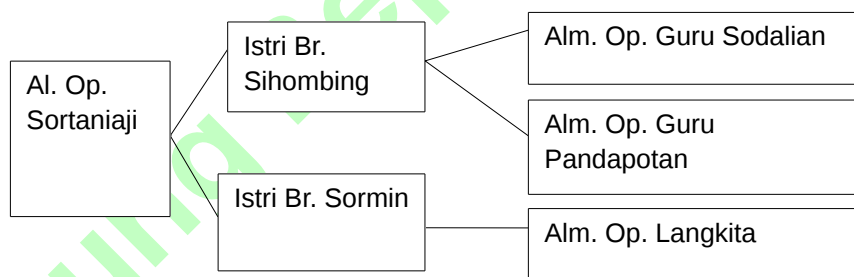 Al. Op.
Sortaniaji
Istri Br.
Sihombing
Istri Br. Sormin
Alm. Op. Guru Sodalian
Alm. Op. Guru
Pandapotan
Alm. Op. Langkita